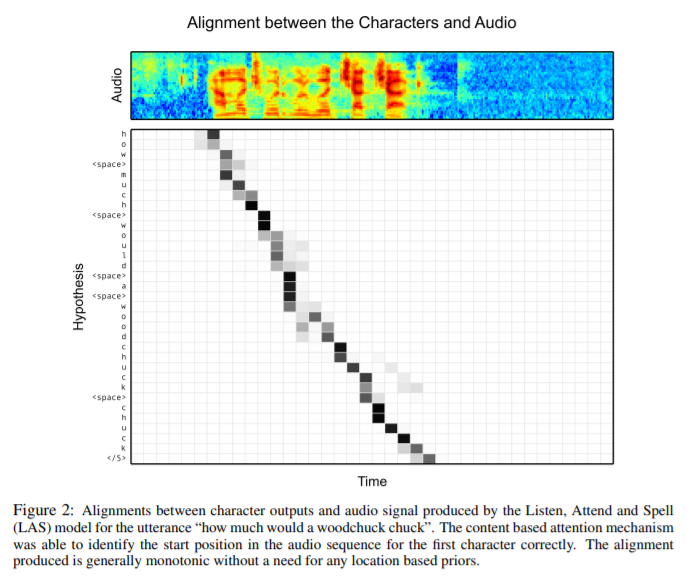 Alignment between the Characters and Audio
Audio
Hypothesis
h
o
w
<space>
m
u
c
h
<space>
w
o
u
l
d
<space>
a
<space>
w
o
o
d
c
h
u
c
k
<space>
c
h
u
c
k
</S>
Time
Figure 2: Alignments between character outputs and audio signal produced by the Listen, Attend and Spell
(LAS) model for the utterance “how much would a woodchuck chuck”. The content based attention mechanism
was able to identify the start position in the audio sequence for the first character correctly. The alignment
produced is generally monotonic without a need for any location based priors.